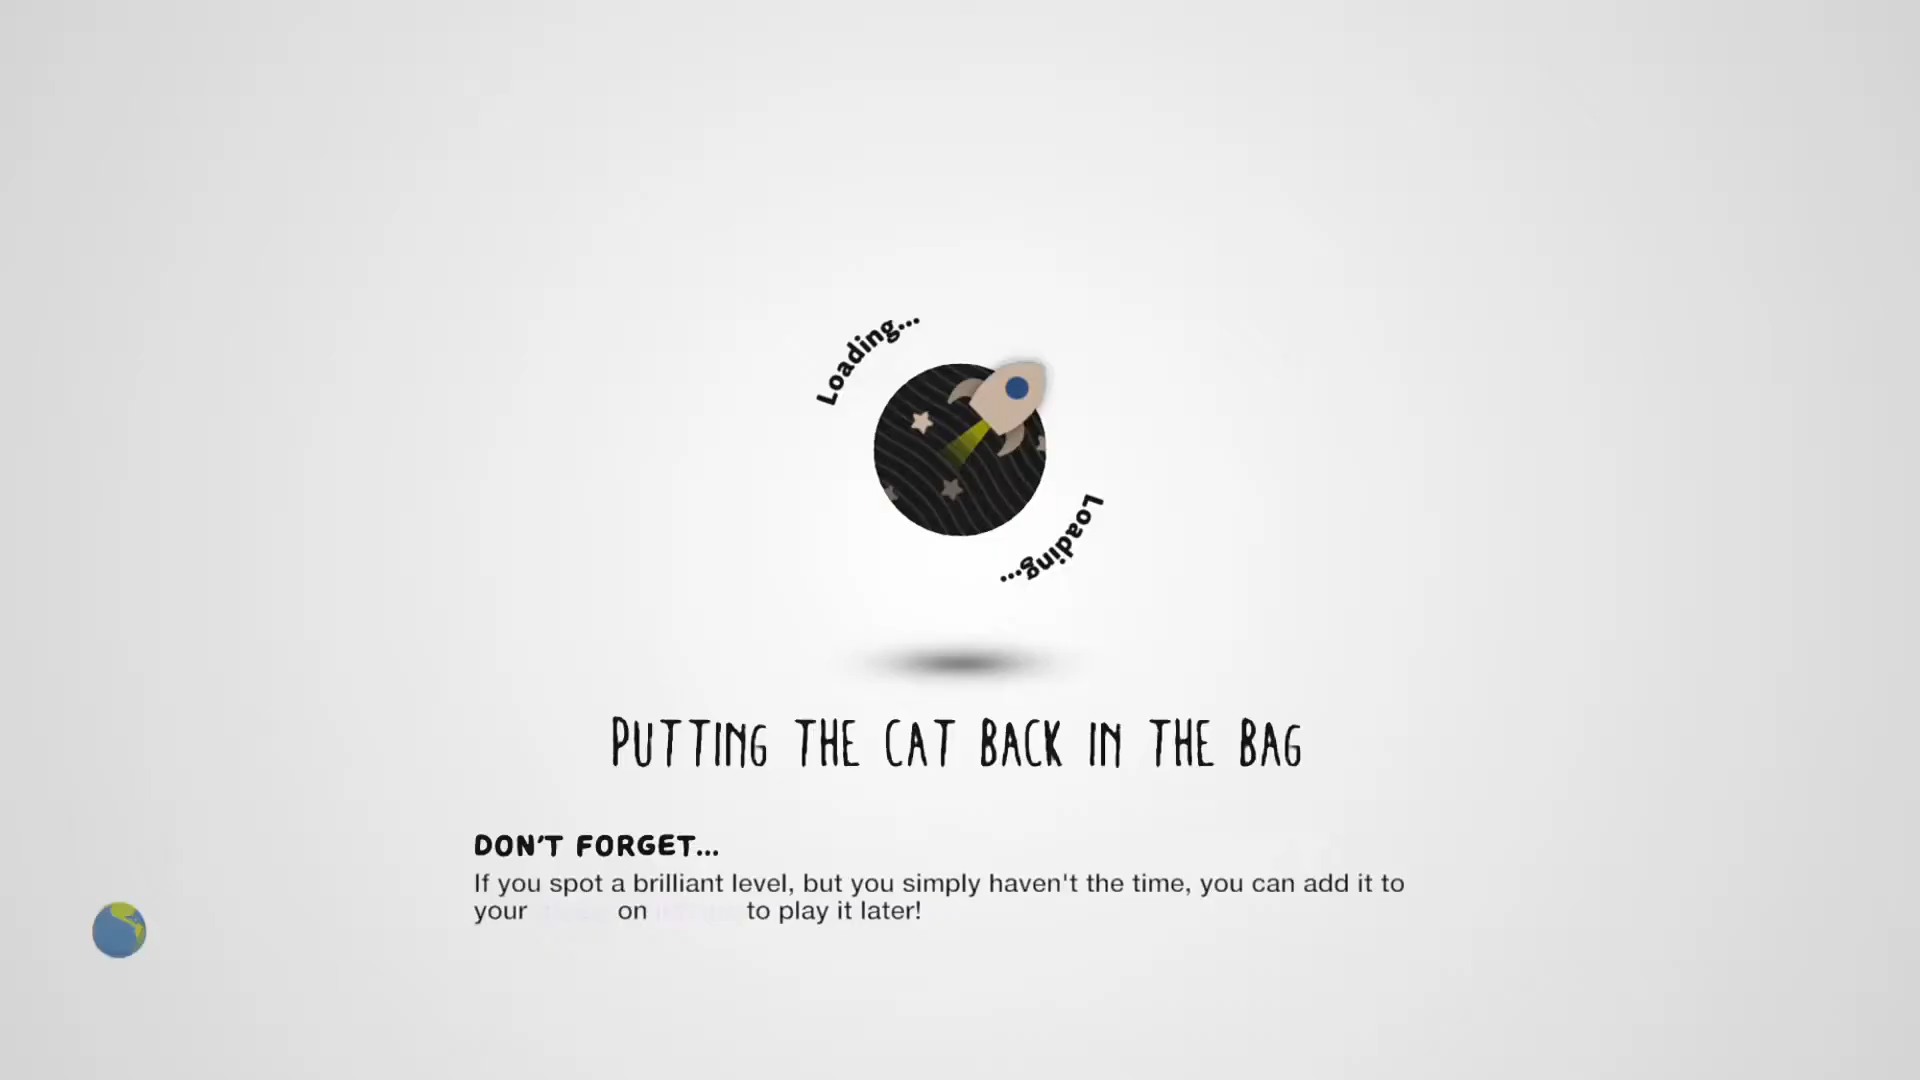 Loading...
Loading...
PUTTING THE CAT BACK IN THE BAG
DON'T FORGET...
If you spot a brilliant level, but you simply haven't the time, you can add it to
your on to play it later!